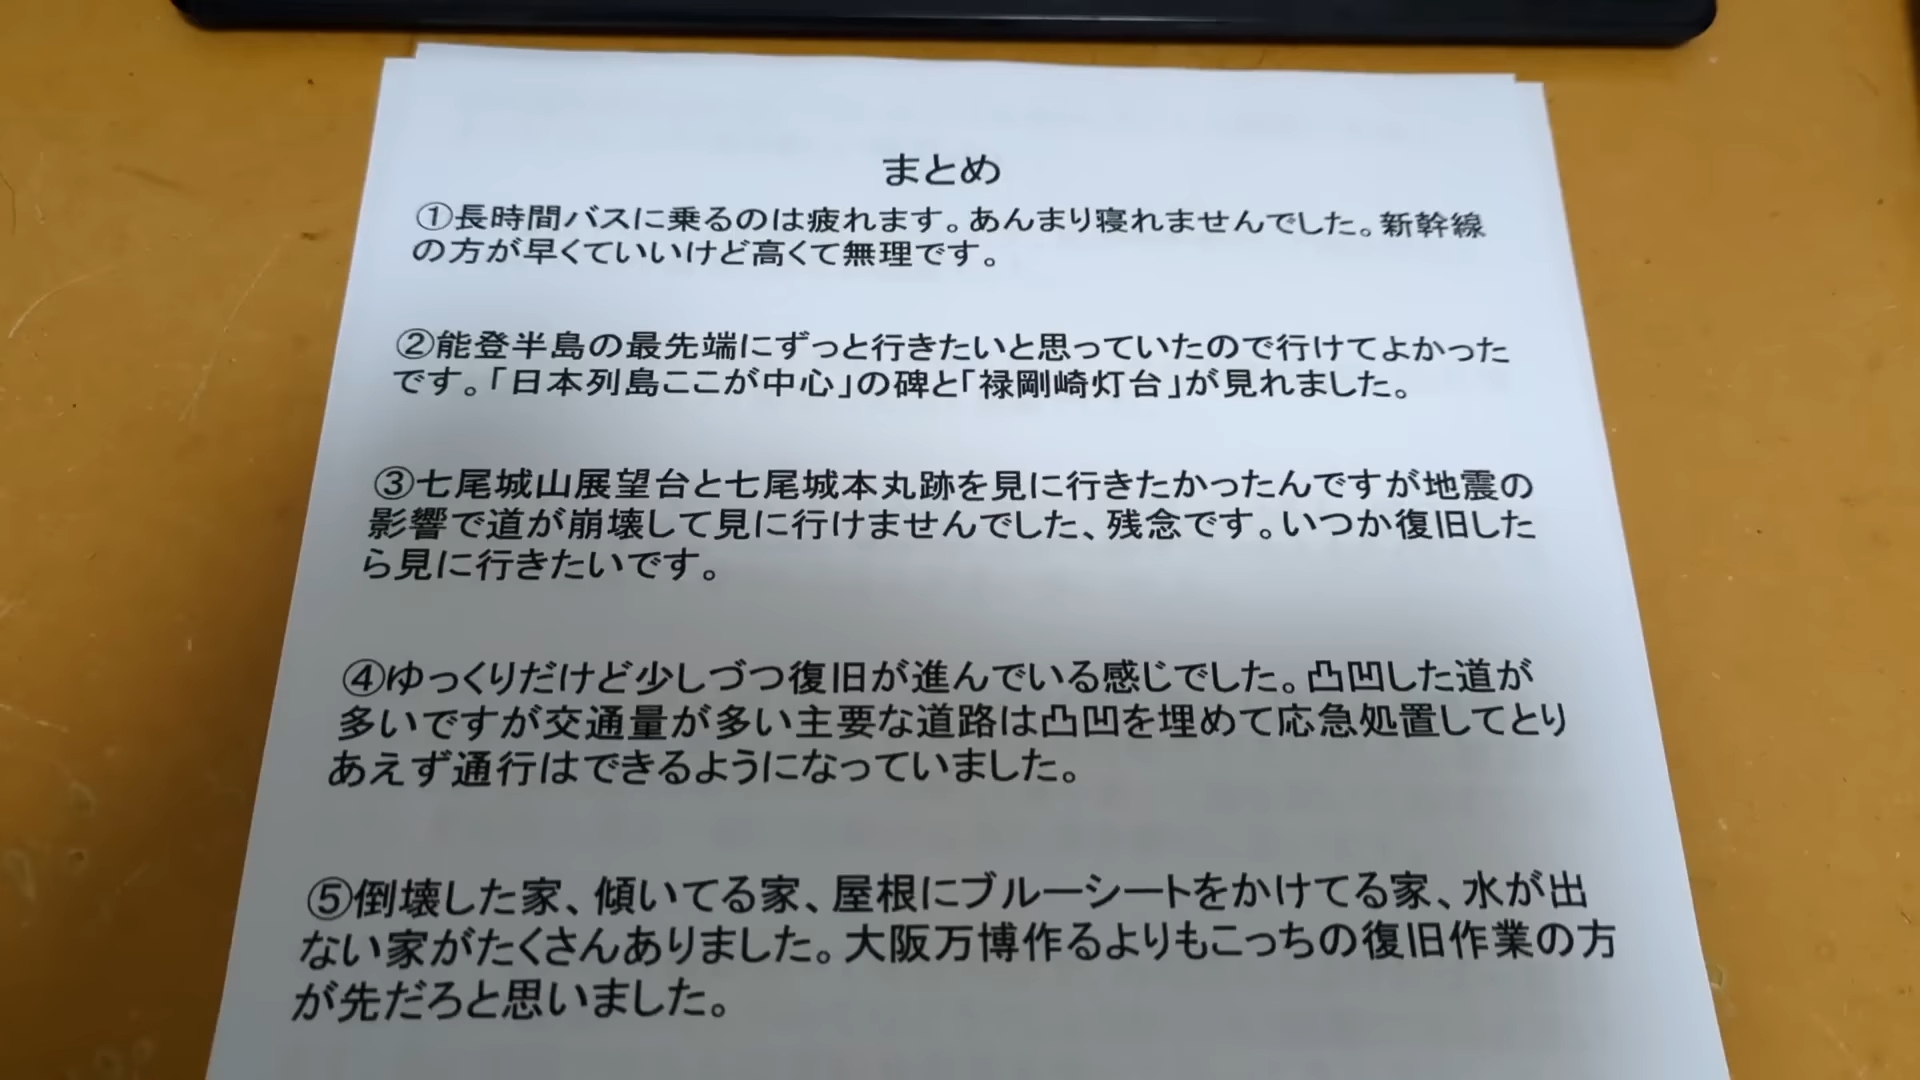 まとめ
①長時間バスに乗るのは疲れます。あんまり寝れませんでした。新幹線
の方が早くていいけど高くて無理です。
②能登半島の最先端にずっと行きたいと思っていたので行けてよかった
です。「日本列島ここが中心」の碑と「禄剛崎灯台」が見れました。
③七尾城山展望台と七尾城本丸跡を見に行きたかったんですが地震の
影響で道が崩壊して見に行けませんでした、残念です。いつか復旧した
ら見に行きたいです。
④ゆっくりだけど少しづつ復旧が進んでいる感じでした。凸凹した道が
多いですが交通量が多い主要な道路は凸凹を埋めて応急処置してとり
あえず通行はできるようになっていました。
⑤倒壊した家、傾いてる家、屋根にブルーシートをかけてる家、水が出
ない家がたくさんありました。大阪万博作るよりもこっちの復旧作業の方
が先だろと思いました。